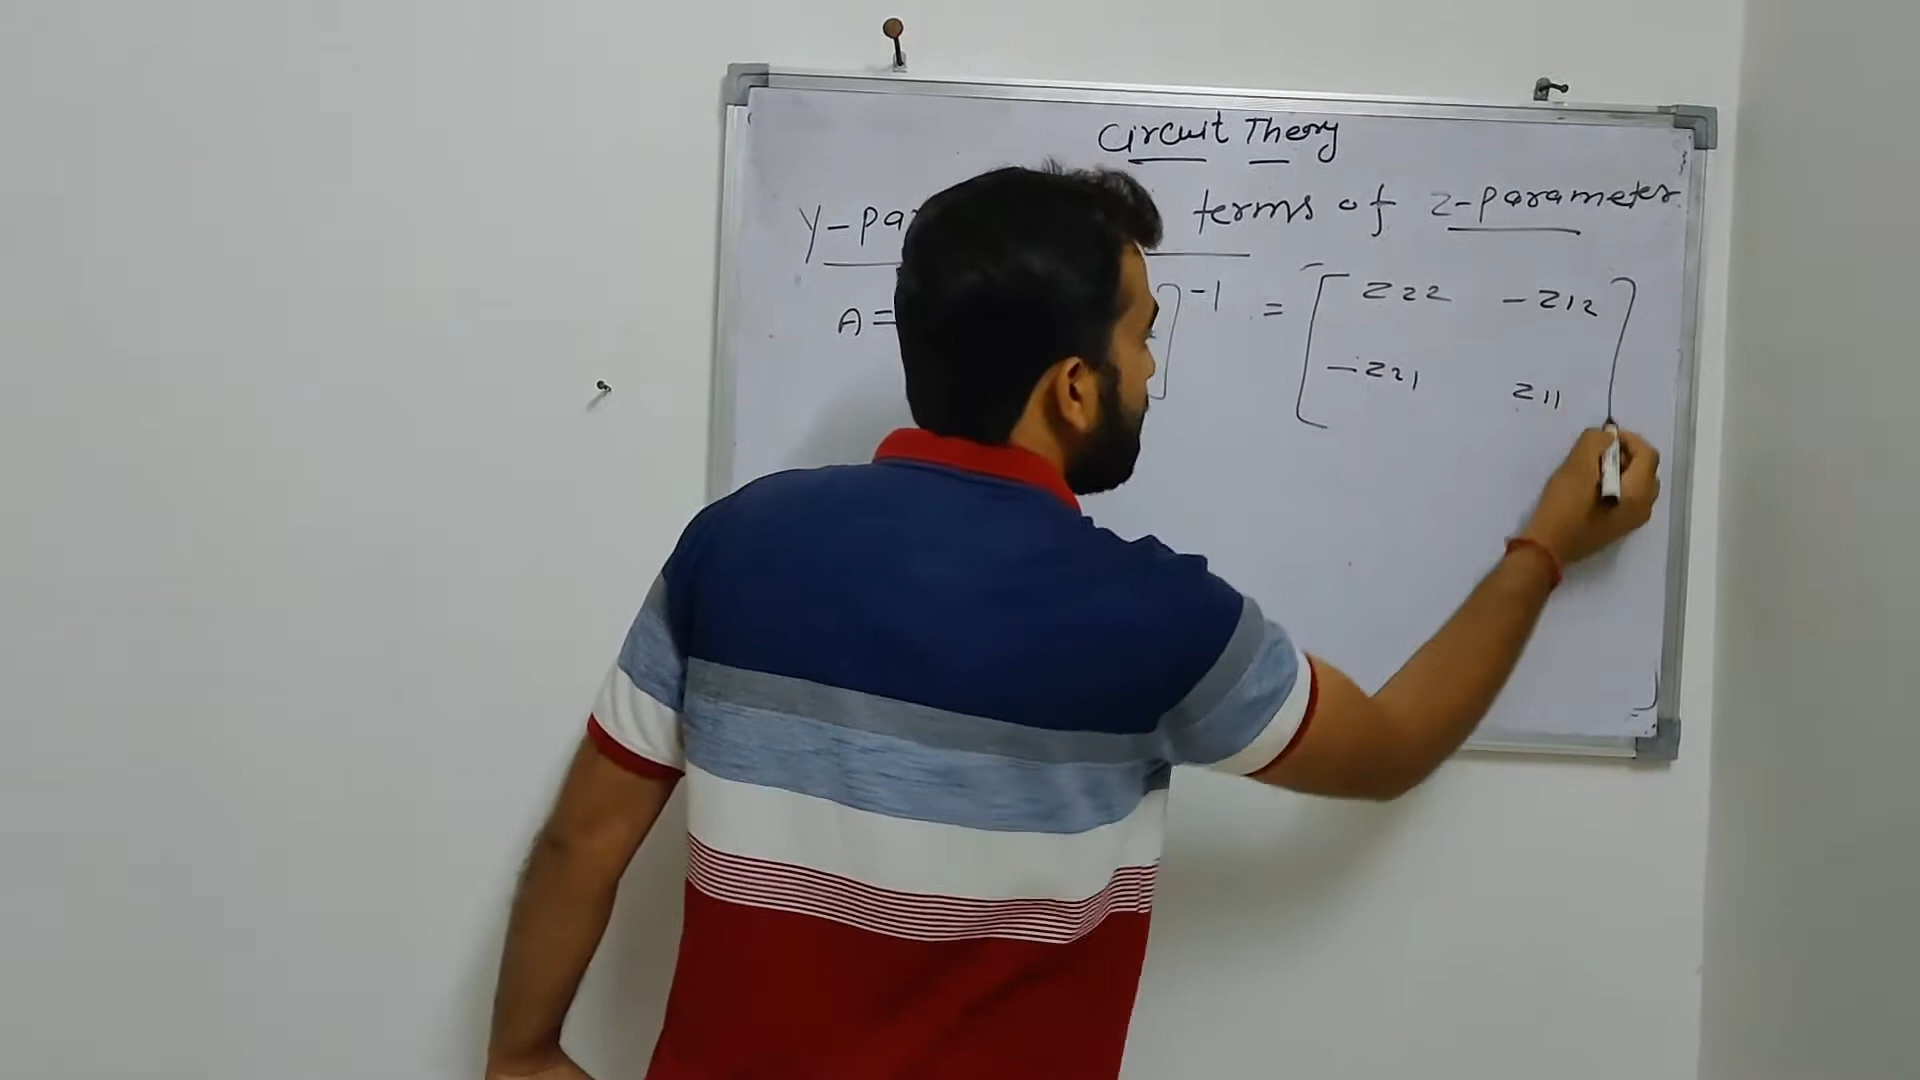 Circuit Theory
Y-Pa terms of Z-Parameter
A= ]-1 = [ Z22 -Z12
-Z21 Z11 ]